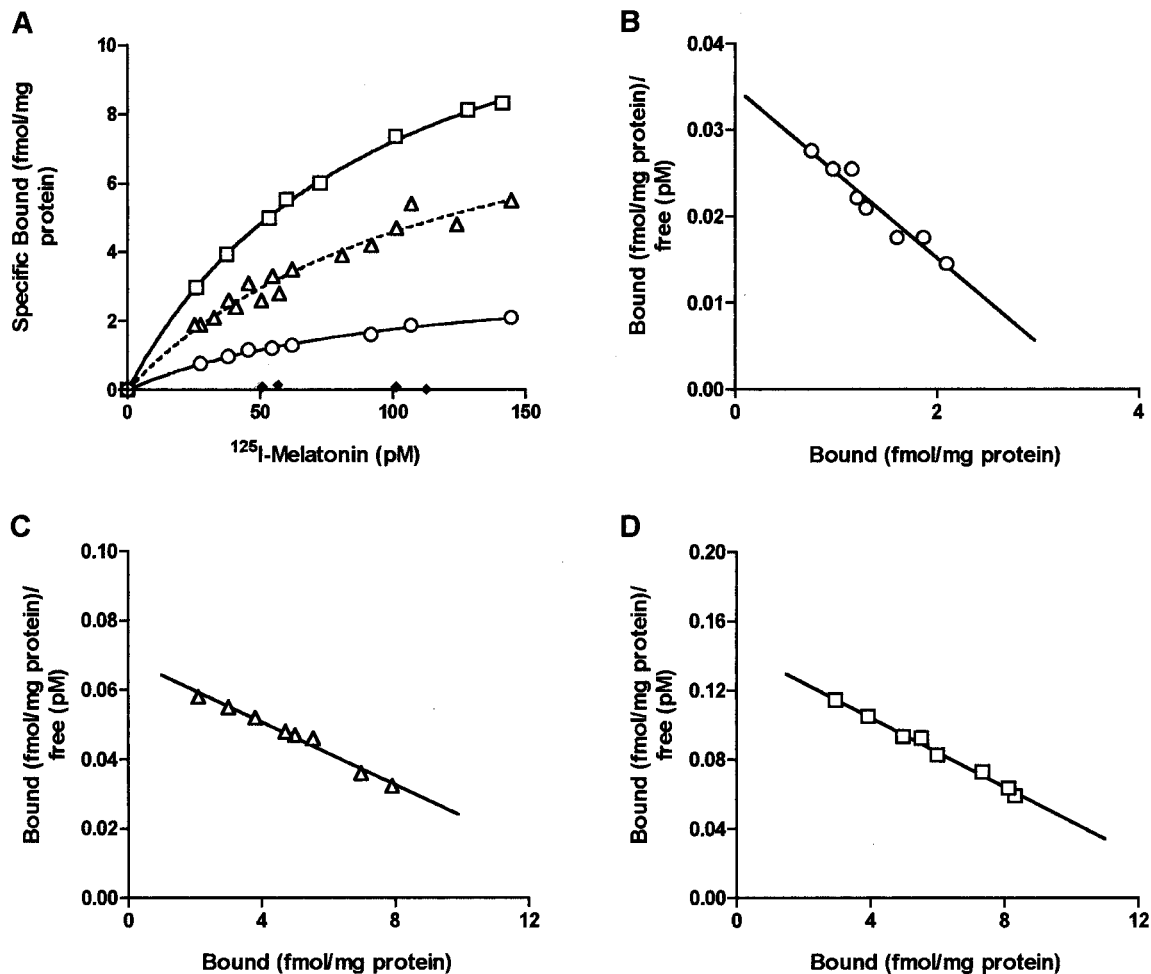 A
Specific Bound (fmol/mg
protein)
10
8
6
4
2
0
0
50
100
150
¹²⁵I-Melatonin (pM)
B
Bound (fmol/mg protein)/
free (pM)
0.04
0.03
0.02
0.01
0.00
0
2
4
Bound (fmol/mg protein)
C
Bound (fmol/mg protein)/
free (pM)
0.10
0.08
0.06
0.04
0.02
0.00
0
4
8
12
Bound (fmol/mg protein)
D
Bound (fmol/mg protein)/
free (pM)
0.20
0.16
0.12
0.08
0.04
0.00
0
4
8
12
Bound (fmol/mg protein)